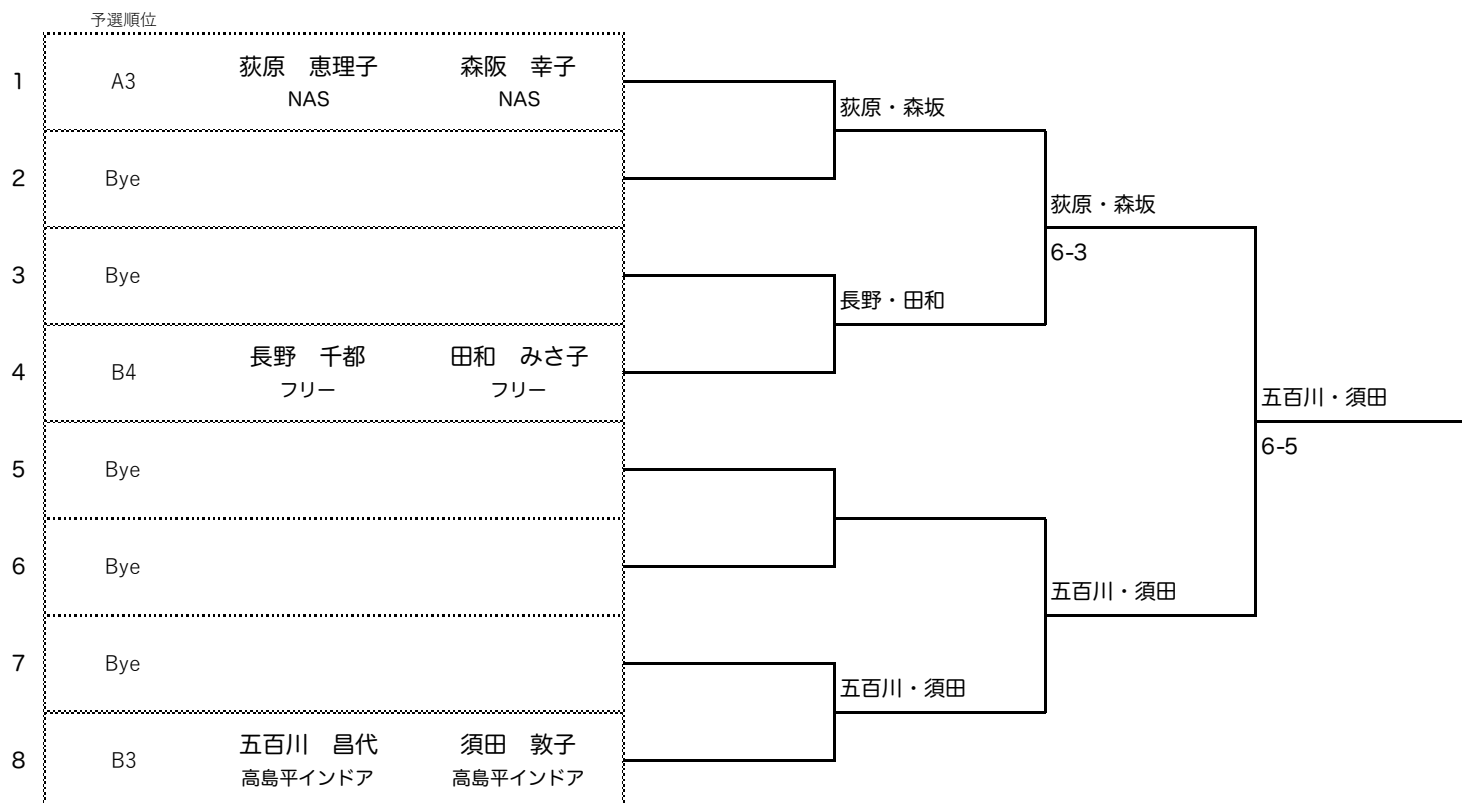 予選順位
1 A3 荻原　恵理子 森阪　幸子
NAS NAS
荻原・森坂
2 Bye
荻原・森坂
6-3
3 Bye
長野・田和
4 B4 長野　千都 田和　みさ子
フリー フリー
五百川・須田
6-5
5 Bye
6 Bye
五百川・須田
7 Bye
五百川・須田
8 B3 五百川　昌代 須田　敦子
高島平インドア 高島平インドア